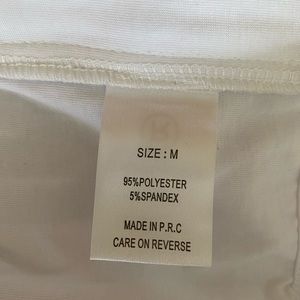 SIZE : M
95%POLYESTER
5%SPANDEX
MADE IN P.R.C
CARE ON REVERSE